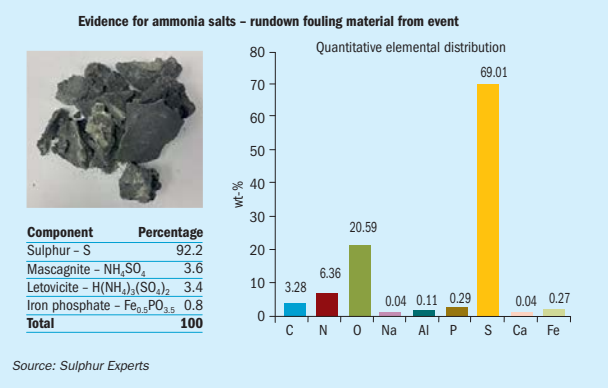 Evidence for ammonia salts – rundown fouling material from event
Component Percentage
Sulphur – S 92.2
Mascagnite – NH₄SO₄ 3.6
Letovicite – H(NH₄)₃(SO₄)₂ 3.4
Iron phosphate – Fe₀.₅PO₃.₅ 0.8
Total 100
Quantitative elemental distribution
wt-%
80
70
60
50
40
30
20
10
0
3.28
6.36
20.59
0.04
0.11
0.29
69.01
0.04
0.27
C N O Na Al P S Ca Fe
Source: Sulphur Experts